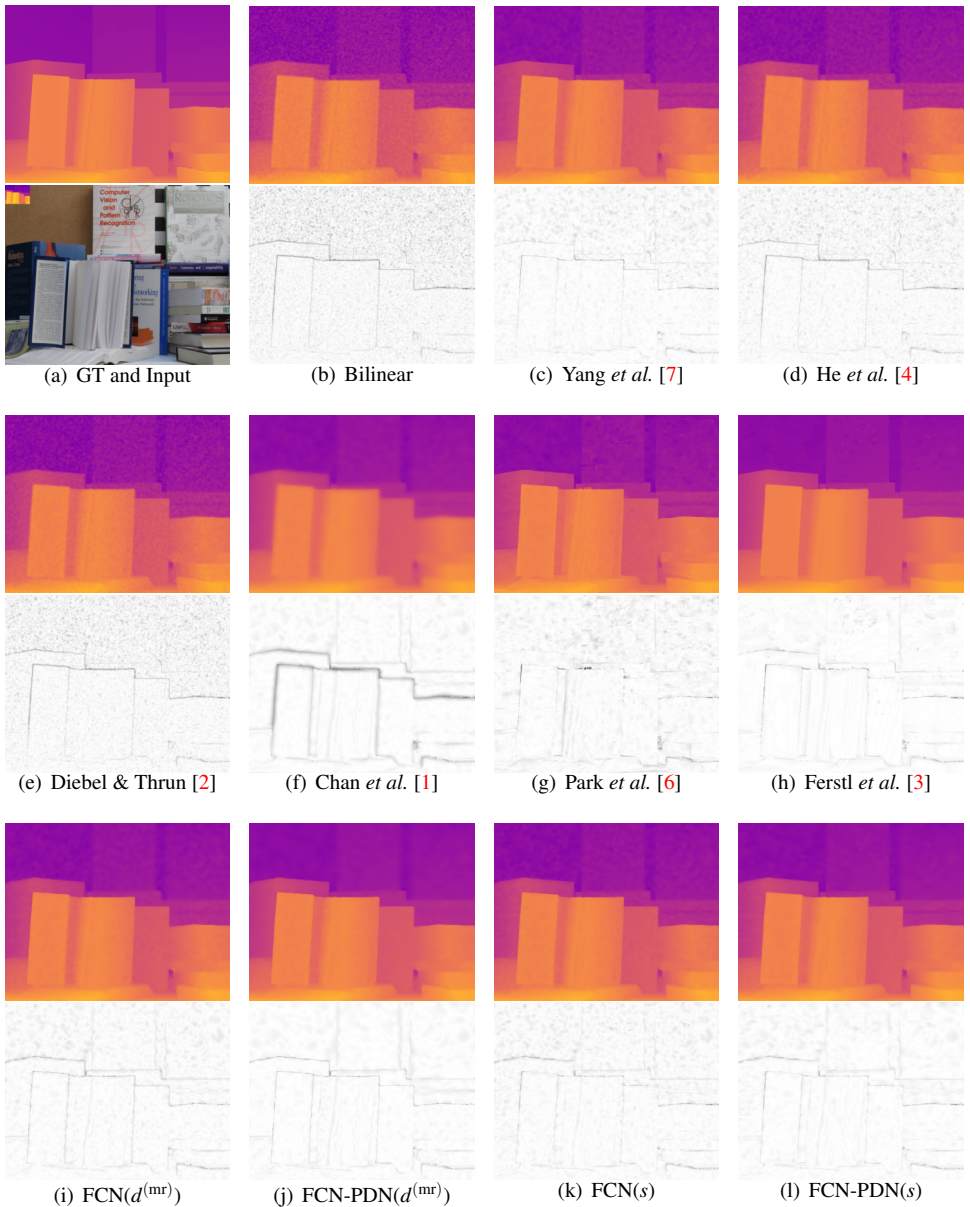 Computer
Vision
and
Pattern
Recognition
(a) GT and Input
(b) Bilinear
(c) Yang et al. [7]
(d) He et al. [4]
(e) Diebel & Thrun [2]
(f) Chan et al. [1]
(g) Park et al. [6]
(h) Ferstl et al. [3]
(i) FCN(d^(mr))
(j) FCN-PDN(d^(mr))
(k) FCN(s)
(l) FCN-PDN(s)